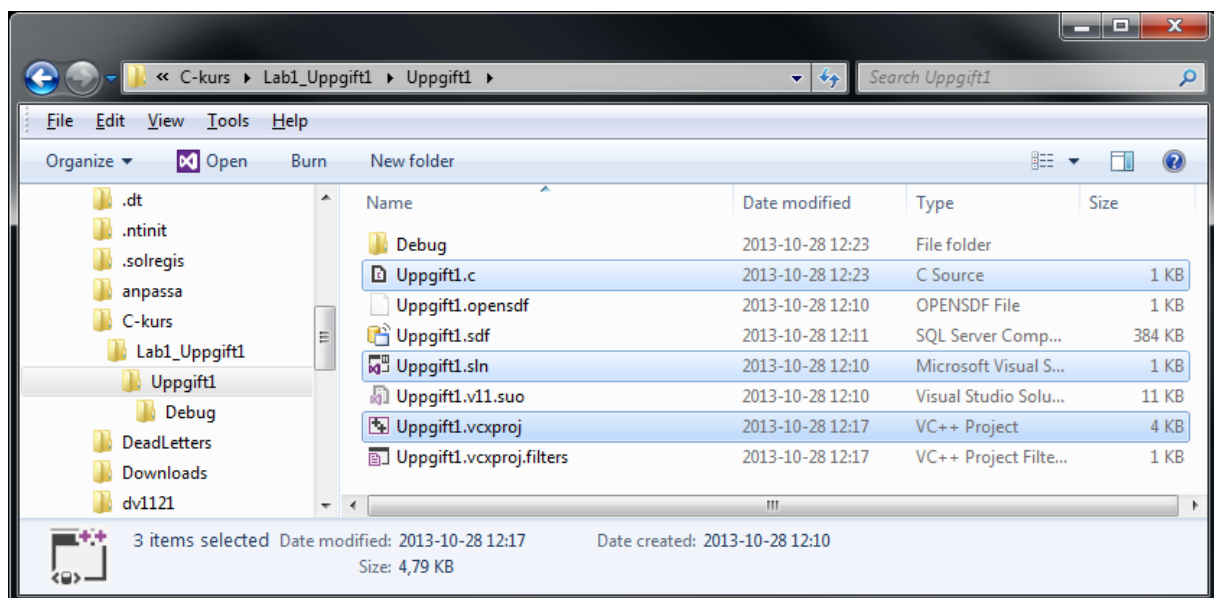 « C-kurs ▸ Lab1_Uppgift1 ▸ Uppgift1 ▸ Search Uppgift1
File Edit View Tools Help
Organize ▾ Open Burn New folder
.dt
.ntinit
.solregis
anpassa
C-kurs
Lab1_Uppgift1
Uppgift1
Debug
DeadLetters
Downloads
dv1121
Name Date modified Type Size
Debug 2013-10-28 12:23 File folder
Uppgift1.c 2013-10-28 12:23 C Source 1 KB
Uppgift1.opensdf 2013-10-28 12:10 OPENSDF File 1 KB
Uppgift1.sdf 2013-10-28 12:11 SQL Server Comp... 384 KB
Uppgift1.sln 2013-10-28 12:10 Microsoft Visual S... 1 KB
Uppgift1.v11.suo 2013-10-28 12:10 Visual Studio Solu... 11 KB
Uppgift1.vcxproj 2013-10-28 12:17 VC++ Project 4 KB
Uppgift1.vcxproj.filters 2013-10-28 12:17 VC++ Project Filte... 1 KB
3 items selected Date modified: 2013-10-28 12:17 Date created: 2013-10-28 12:10
Size: 4,79 KB